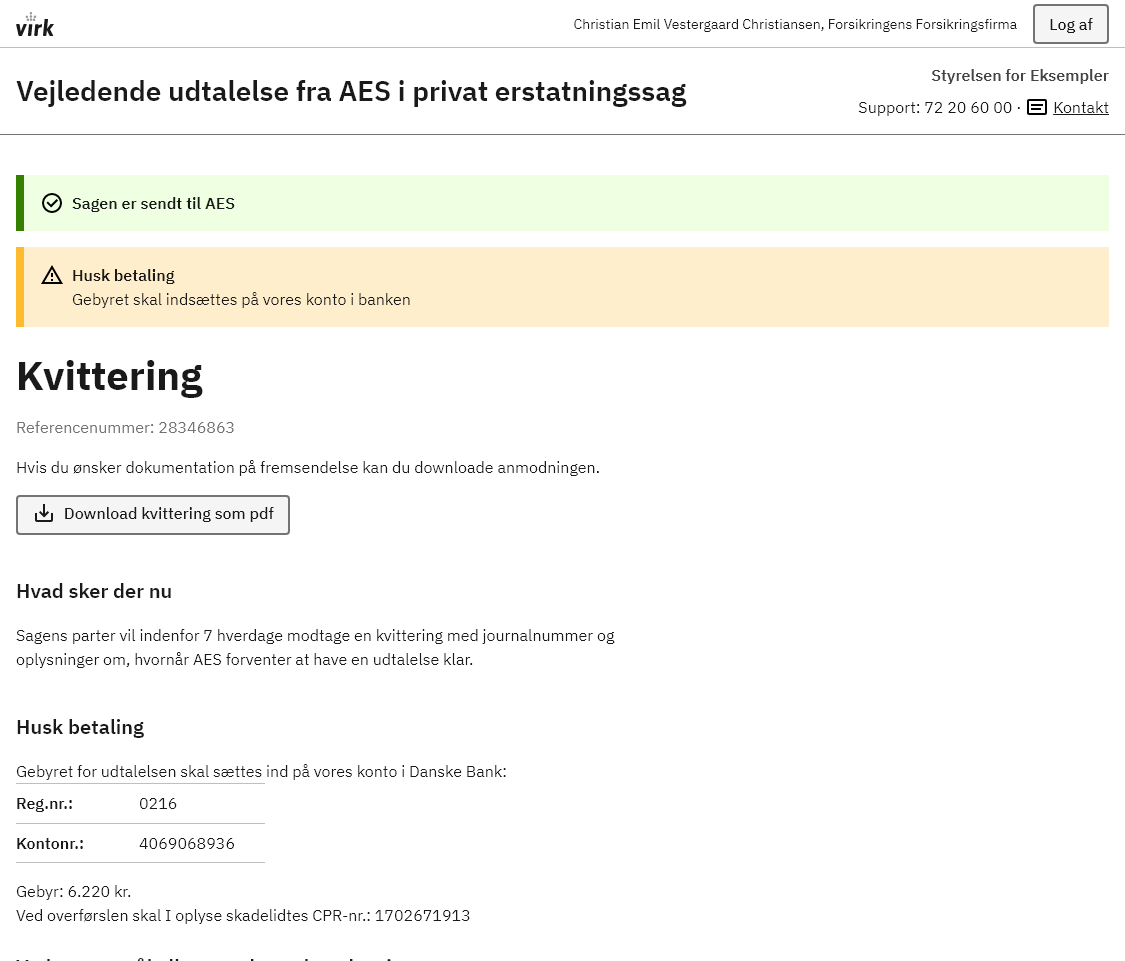 virk
Christian Emil Vestergaard Christiansen, Forsikringens Forsikringsfirma
Log af
Vejledende udtalelse fra AES i privat erstatningssag
Styrelsen for Eksempler
Support: 72 20 60 00 · Kontakt
Sagen er sendt til AES
Husk betaling
Gebyret skal indsættes på vores konto i banken
Kvittering
Referencenummer: 28346863
Hvis du ønsker dokumentation på fremsendelse kan du downloade anmodningen.
Download kvittering som pdf
Hvad sker der nu
Sagens parter vil indenfor 7 hverdage modtage en kvittering med journalnummer og
oplysninger om, hvornår AES forventer at have en udtalelse klar.
Husk betaling
Gebyret for udtalelsen skal sættes ind på vores konto i Danske Bank:
Reg.nr.: 0216
Kontonr.: 4069068936
Gebyr: 6.220 kr.
Ved overførslen skal I oplyse skadelidtes CPR-nr.: 1702671913